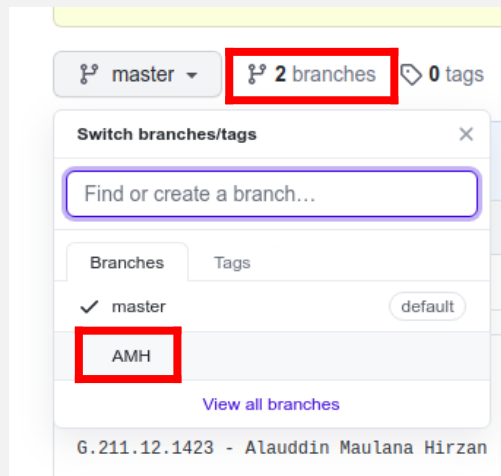 master 2 branches 0 tags
Switch branches/tags
Find or create a branch...
Branches Tags
master default
AMH
View all branches
G.211.12.1423 - Alauddin Maulana Hirzan